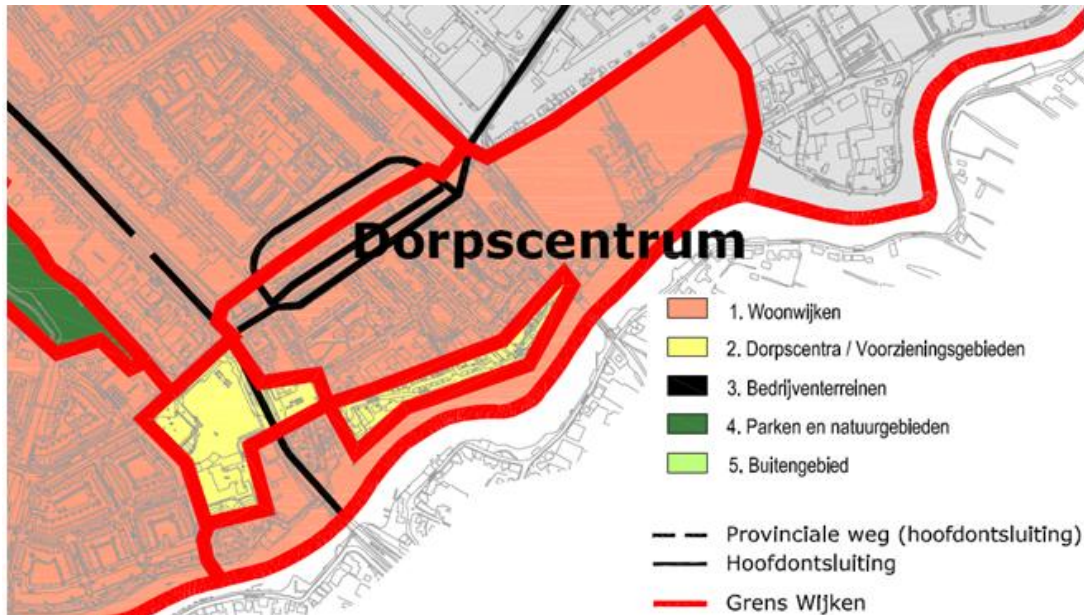 Dorpscentrum
1. Woonwijken
2. Dorpscentra / Voorzieningsgebieden
3. Bedrijventerreinen
4. Parken en natuurgebieden
5. Buitengebied
Provinciale weg (hoofdontsluiting)
Hoofdontsluiting
Grens Wijken